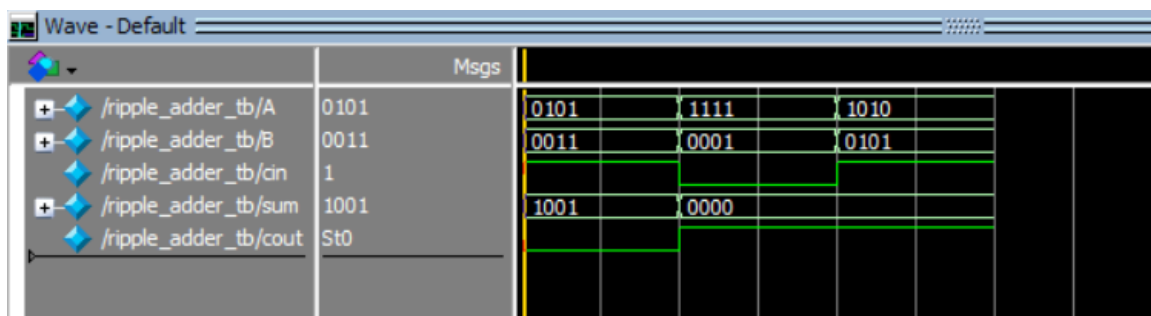 Wave - Default
Msgs
/ripple_adder_tb/A 0101 0101 1111 1010
/ripple_adder_tb/B 0011 0011 0001 0101
/ripple_adder_tb/cin 1
/ripple_adder_tb/sum 1001 1001 0000
/ripple_adder_tb/cout St0